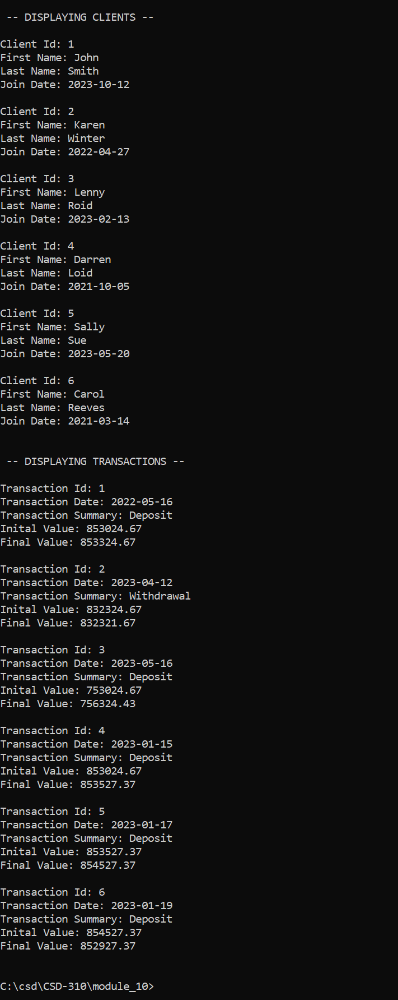 -- DISPLAYING CLIENTS --
Client Id: 1
First Name: John
Last Name: Smith
Join Date: 2023-10-12
Client Id: 2
First Name: Karen
Last Name: Winter
Join Date: 2022-04-27
Client Id: 3
First Name: Lenny
Last Name: Roid
Join Date: 2023-02-13
Client Id: 4
First Name: Darren
Last Name: Loid
Join Date: 2021-10-05
Client Id: 5
First Name: Sally
Last Name: Sue
Join Date: 2023-05-20
Client Id: 6
First Name: Carol
Last Name: Reeves
Join Date: 2021-03-14
-- DISPLAYING TRANSACTIONS --
Transaction Id: 1
Transaction Date: 2022-05-16
Transaction Summary: Deposit
Inital Value: 853024.67
Final Value: 853324.67
Transaction Id: 2
Transaction Date: 2023-04-12
Transaction Summary: Withdrawal
Inital Value: 832324.67
Final Value: 832321.67
Transaction Id: 3
Transaction Date: 2023-05-16
Transaction Summary: Deposit
Inital Value: 753024.67
Final Value: 756324.43
Transaction Id: 4
Transaction Date: 2023-01-15
Transaction Summary: Deposit
Inital Value: 853024.67
Final Value: 853527.37
Transaction Id: 5
Transaction Date: 2023-01-17
Transaction Summary: Deposit
Inital Value: 853527.37
Final Value: 854527.37
Transaction Id: 6
Transaction Date: 2023-01-19
Transaction Summary: Deposit
Inital Value: 854527.37
Final Value: 852927.37
C:\csd\CSD-310\module_10>